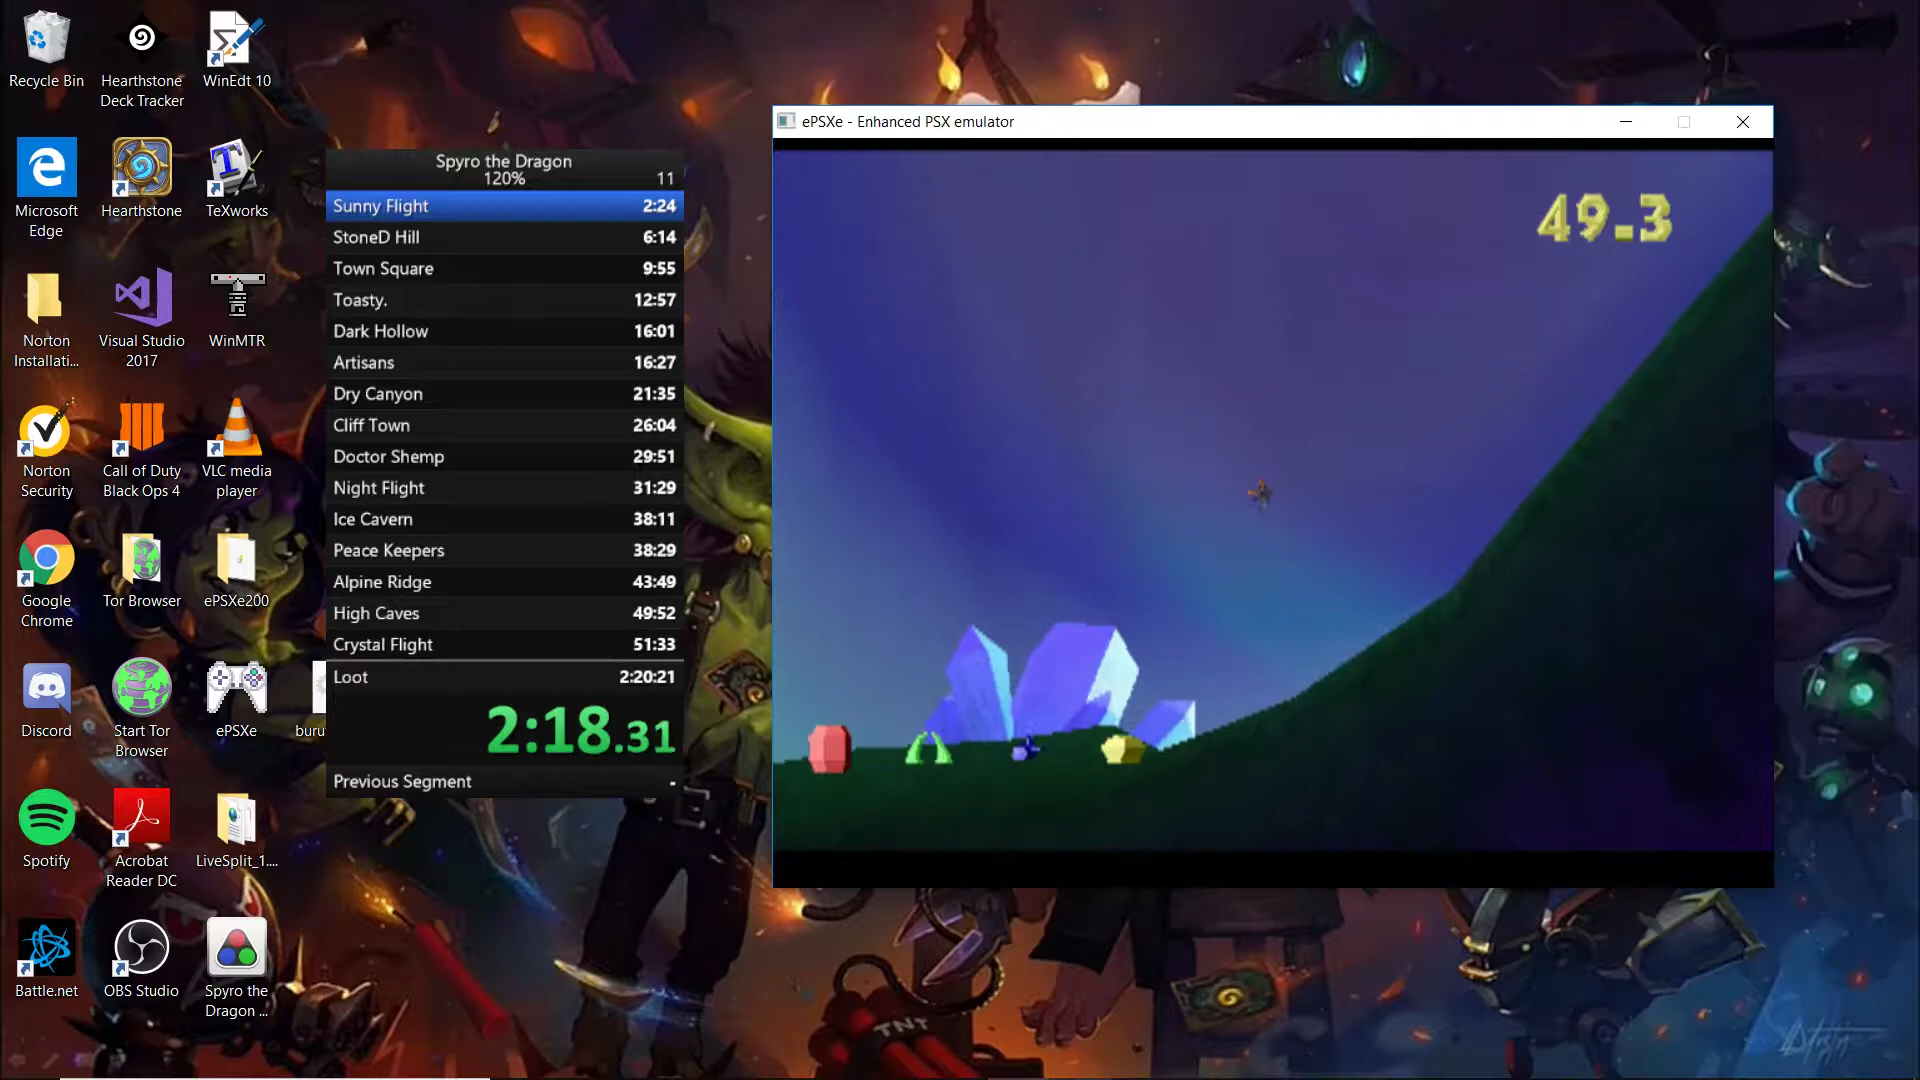 Recycle Bin
Hearthstone
Deck Tracker
WinEdt 10
Microsoft
Edge
Hearthstone
TeXworks
Norton
Installati...
Visual Studio
2017
WinMTR
Norton
Security
Call of Duty
Black Ops 4
VLC media
player
Google
Chrome
Tor Browser
ePSXe200
Discord
Start Tor
Browser
ePSXe
Spotify
Acrobat
Reader DC
LiveSplit_1....
Battle.net
OBS Studio
Spyro the
Dragon ...
Spyro the Dragon
120% 11
Sunny Flight 2:24
StoneD Hill 6:14
Town Square 9:55
Toasty. 12:57
Dark Hollow 16:01
Artisans 16:27
Dry Canyon 21:35
Cliff Town 26:04
Doctor Shemp 29:51
Night Flight 31:29
Ice Cavern 38:11
Peace Keepers 38:29
Alpine Ridge 43:49
High Caves 49:52
Crystal Flight 51:33
Loot 2:20:21
2:18.31
Previous Segment -
ePSXe - Enhanced PSX emulator
49.3
TNT